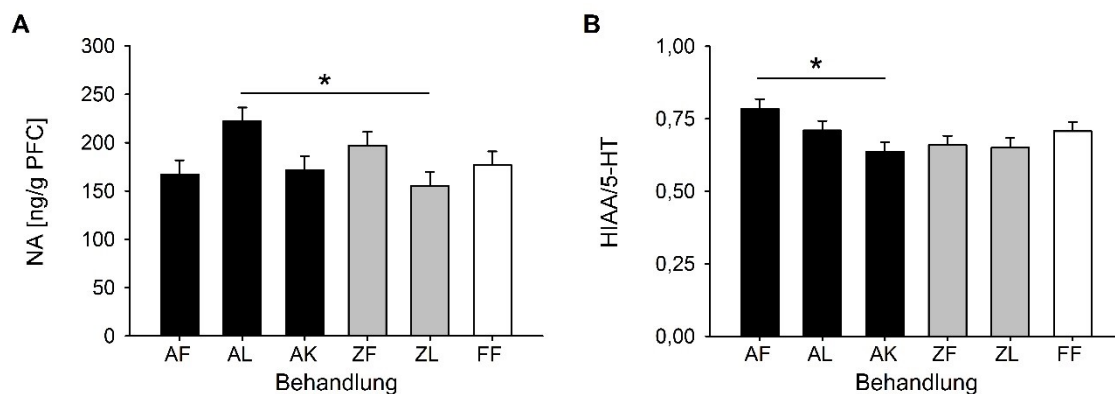 A
NA [ng/g PFC]
300
250
200
150
100
50
0
*
AF AL AK ZF ZL FF
Behandlung
B
HIAA/5-HT
1,00
0,75
0,50
0,25
0,00
*
AF AL AK ZF ZL FF
Behandlung